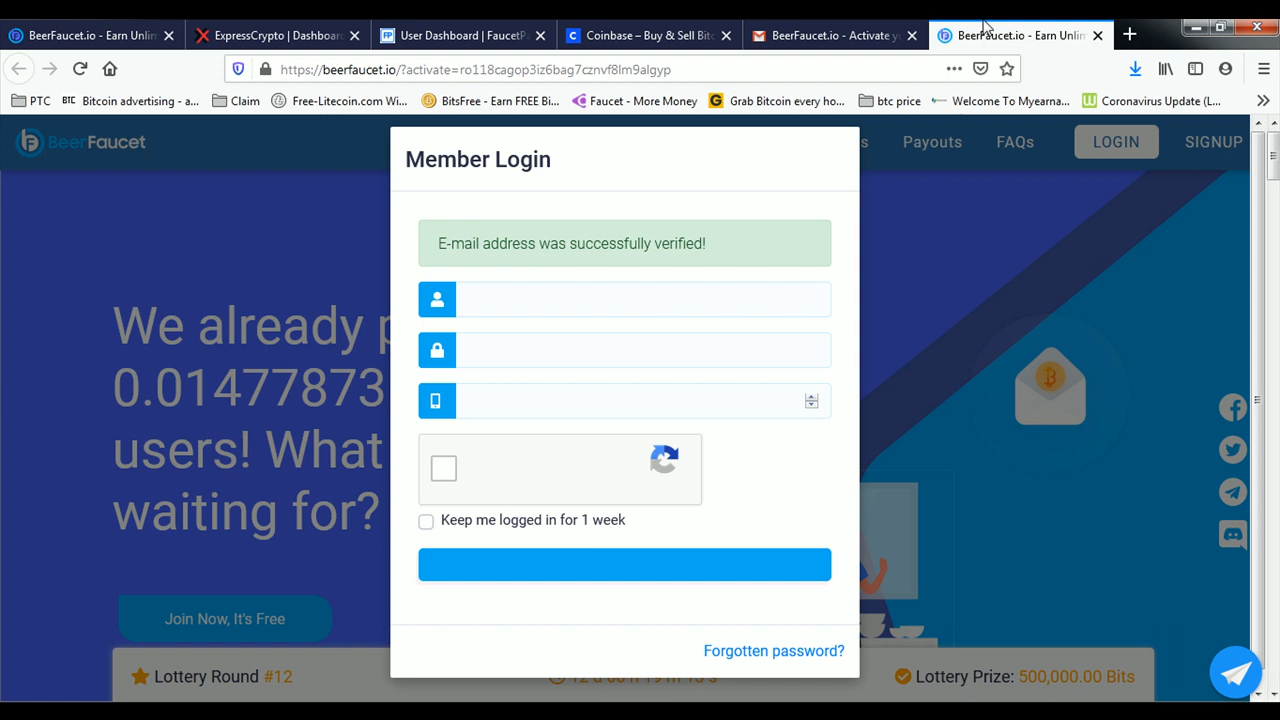 BeerFaucet.io - Earn Unlim
ExpressCrypto | Dashboar
User Dashboard | FaucetP
Coinbase – Buy & Sell Bitc
BeerFaucet.io - Activate yo
BeerFaucet.io - Earn Unlim
https://beerfaucet.io/?activate=ro118cagop3iz6bag7cznvf8lm9algyp
PTC
BTC Bitcoin advertising - a...
Claim
Free-Litecoin.com Wi...
BitsFree - Earn FREE Bi...
Faucet - More Money
Grab Bitcoin every ho...
btc price
Welcome To Myearna...
Coronavirus Update (L...
BeerFaucet
Payouts
FAQs
LOGIN
SIGNUP
Member Login
E-mail address was successfully verified!
We already p
0.01477873
users! What
waiting for?
Keep me logged in for 1 week
Join Now, It's Free
Forgotten password?
Lottery Round #12
Lottery Prize: 500,000.00 Bits